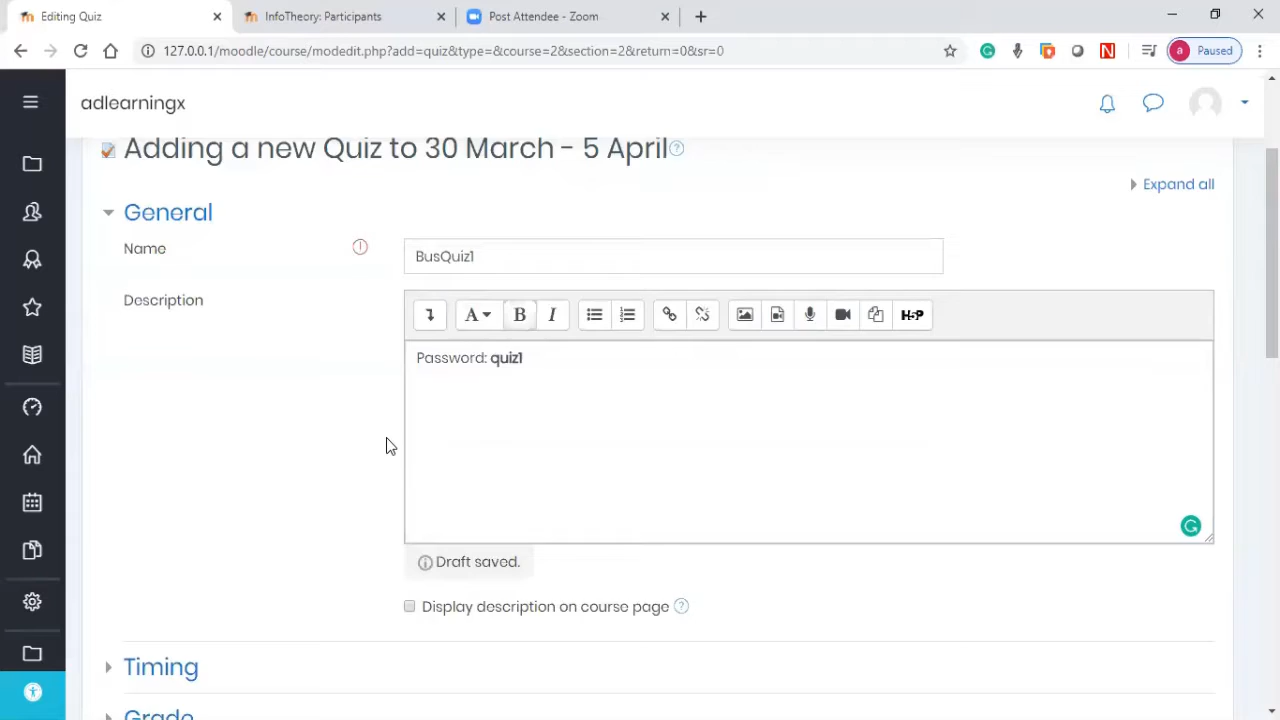 Editing Quiz
InfoTheory: Participants
Post Attendee - Zoom
127.0.0.1/moodle/course/modedit.php?add=quiz&type=&course=2&section=2&return=0&sr=0
N
a Paused
adlearningx
Adding a new Quiz to 30 March - 5 April
Expand all
General
Name
BusQuiz1
Description
A B I H-P
Password: quiz1
Draft saved.
Display description on course page
Timing
Grade